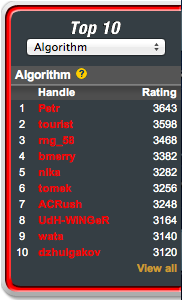 Top 10
Algorithm
Algorithm ?
Handle Rating
1 Petr 3643
2 tourist 3598
3 rng_58 3468
4 bmerry 3382
5 nika 3282
6 tomek 3256
7 ACRush 3248
8 UdH-WiNGeR 3164
9 wata 3140
10 dzhulgakov 3120
View all